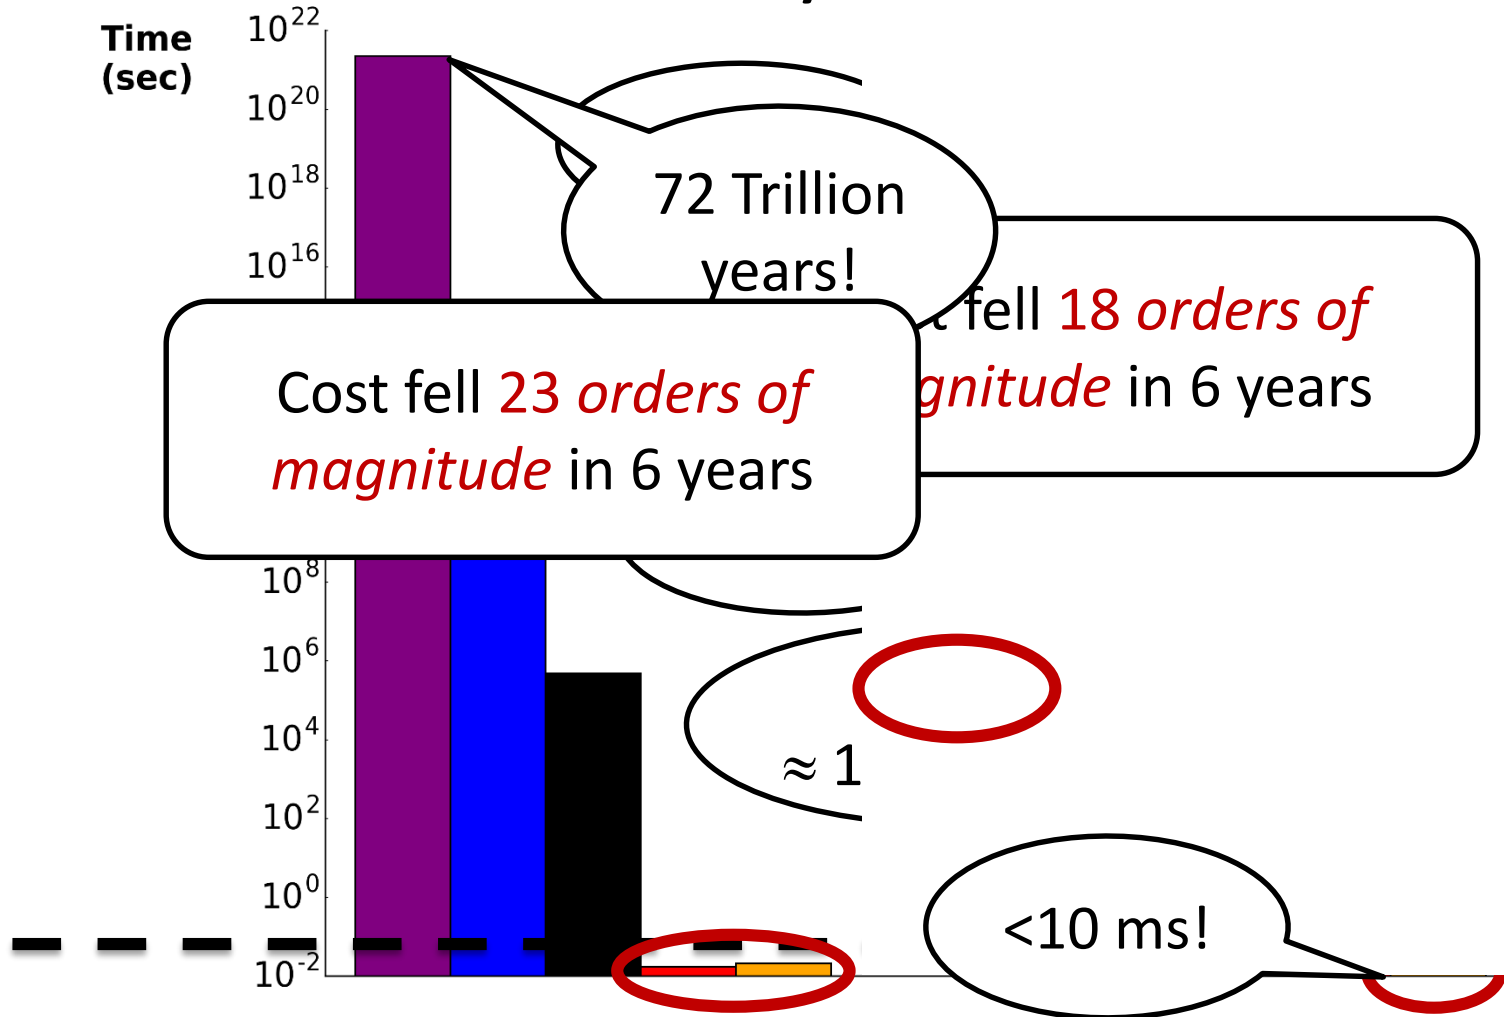 Time
(sec)
10^22
10^20
10^18
10^16
10^8
10^6
10^4
10^2
10^0
10^-2
72 Trillion
years!
fell 18 orders of
gnitude in 6 years
Cost fell 23 orders of
magnitude in 6 years
≈ 1
<10 ms!